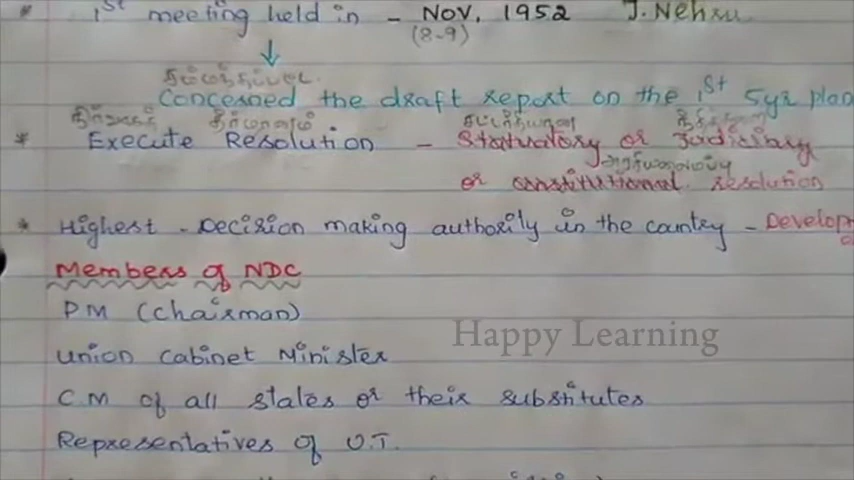 * 1st meeting held in - Nov, 1952 J. Nehru
(8-9)
Concerned the draft report on the 1st 5yr plan
தீர்மானம்
* Execute Resolution - Statuatory or Judiciary
or constitutional resolution
* Highest - Decision making authority in the country -
Members of NDC
PM (chairman)
Happy Learning
Union Cabinet Minister
C.M of all states or their substitutes
Representatives of U.T.